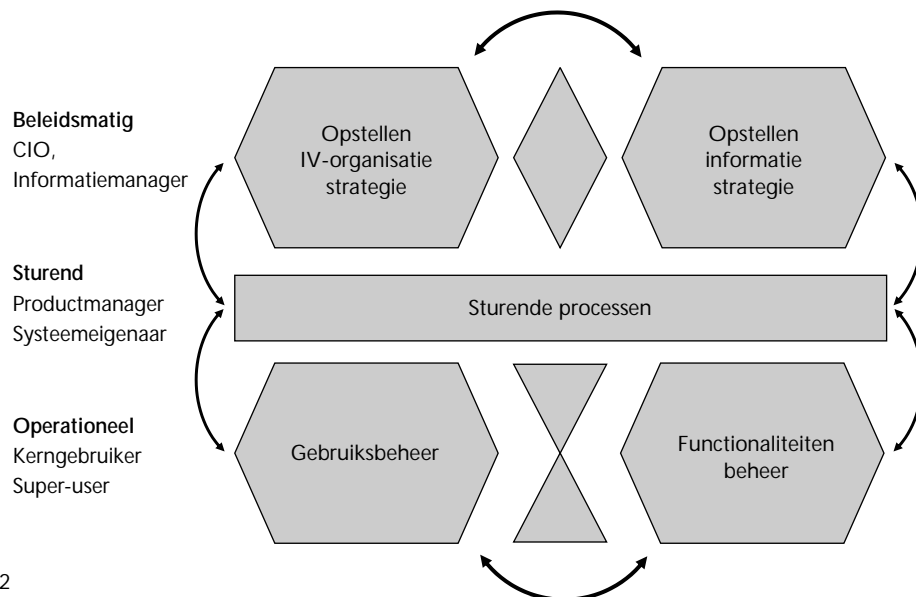 Beleidsmatig
CIO,
Informatiemanager
Opstellen
IV-organisatie
strategie
Opstellen
informatie
strategie
Sturend
Productmanager
Systeemeigenaar
Sturende processen
Operationeel
Kerngebruiker
Super-user
Gebruiksbeheer
Functionaliteiten
beheer
2